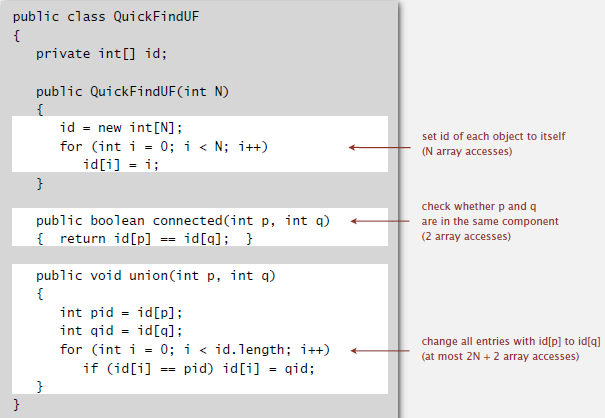 public class QuickFindUF
{
private int[] id;
public QuickFindUF(int N)
{
id = new int[N];
for (int i = 0; i < N; i++)
id[i] = i;
}
set id of each object to itself
(N array accesses)
public boolean connected(int p, int q)
{ return id[p] == id[q]; }
check whether p and q
are in the same component
(2 array accesses)
public void union(int p, int q)
{
int pid = id[p];
int qid = id[q];
for (int i = 0; i < id.length; i++)
if (id[i] == pid) id[i] = qid;
}
change all entries with id[p] to id[q]
(at most 2N + 2 array accesses)
}